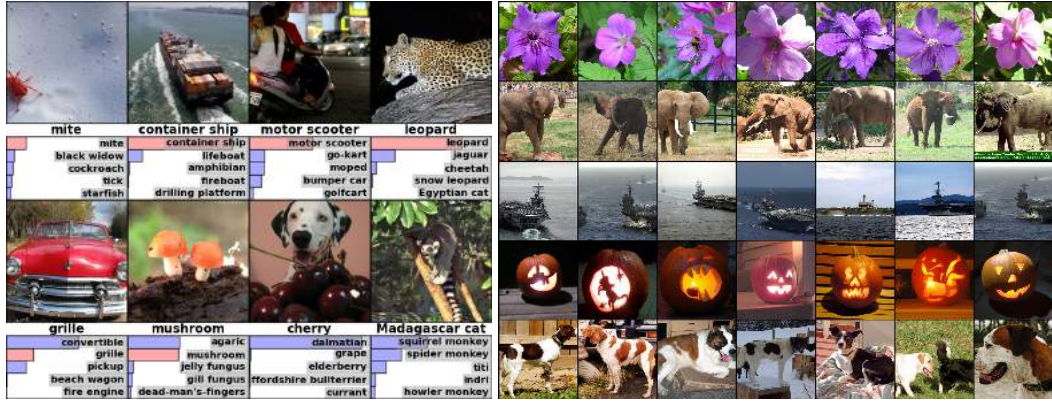 mite container ship motor scooter leopard
mite container ship motor scooter leopard
black widow lifeboat go-kart jaguar
cockroach amphibian moped cheetah
tick fireboat bumper car snow leopard
starfish drilling platform golfcart Egyptian cat
grille mushroom cherry Madagascar cat
convertible agaric dalmatian squirrel monkey
grille mushroom grape spider monkey
pickup jelly fungus elderberry titi
beach wagon gill fungus ffordshire bullterrier indri
fire engine dead-man's-fingers currant howler monkey